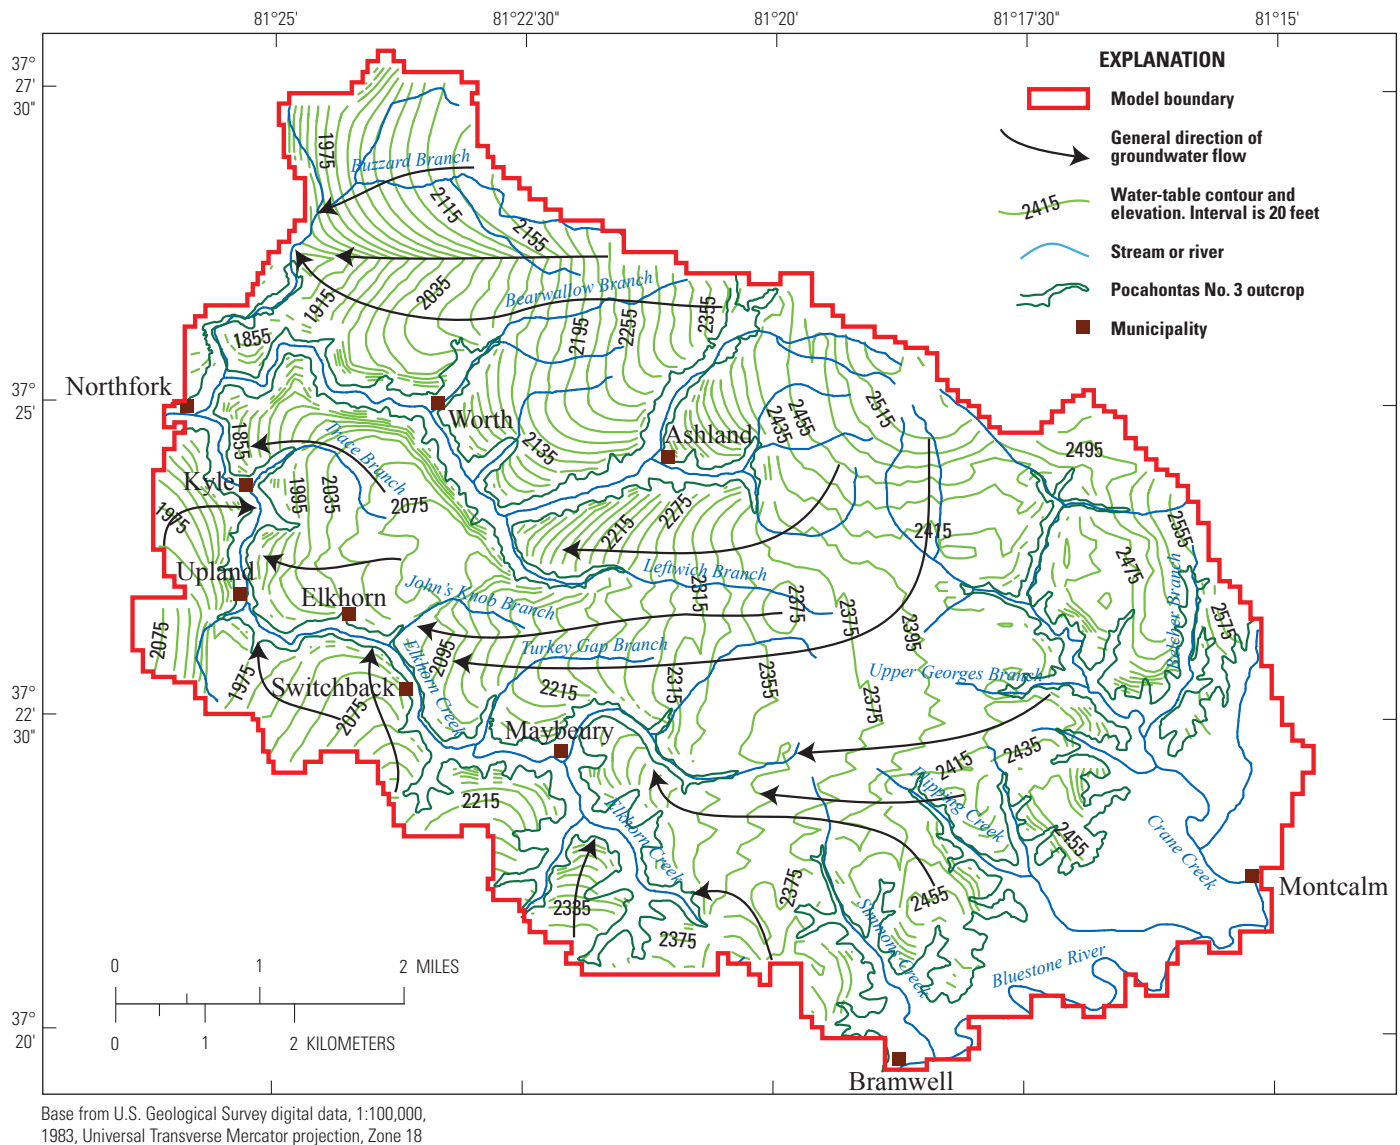 81°25'
81°22'30"
81°20'
81°17'30"
81°15'
37°
27'
30"
EXPLANATION
Model boundary
General direction of
groundwater flow
2415
Water-table contour and
elevation. Interval is 20 feet
Stream or river
Pocahontas No. 3 outcrop
Municipality
1975
Buzzard Branch
2115
2155
Bearwallow Branch
2035
1915
1855
2195
2255
2355
37°
25'
Northfork
Worth
Ashland
2435
2455
2515
2495
1855
Trace Branch
2135
Kyle
1995
2035
2075
1975
2215
2275
2415
2555
2475
Belcher Branch
2575
Upland
Elkhorn
John's Knob Branch
Leftwich Branch
2315
2375
2375
2395
2075
1975
Elkhorn Creek
2095
Turkey Gap Branch
Upper Georges Branch
Switchback
2075
2215
2315
2355
2375
37°
22'
30"
Maybeury
2435
2415
Flipping Creek
2215
Elkhorn Creek
2455
Crane Creek
Montcalm
2335
2375
2375
2455
Simmons Creek
Bluestone River
0
1
2 MILES
0
1
2 KILOMETERS
37°
20'
Bramwell
Base from U.S. Geological Survey digital data, 1:100,000,
1983, Universal Transverse Mercator projection, Zone 18